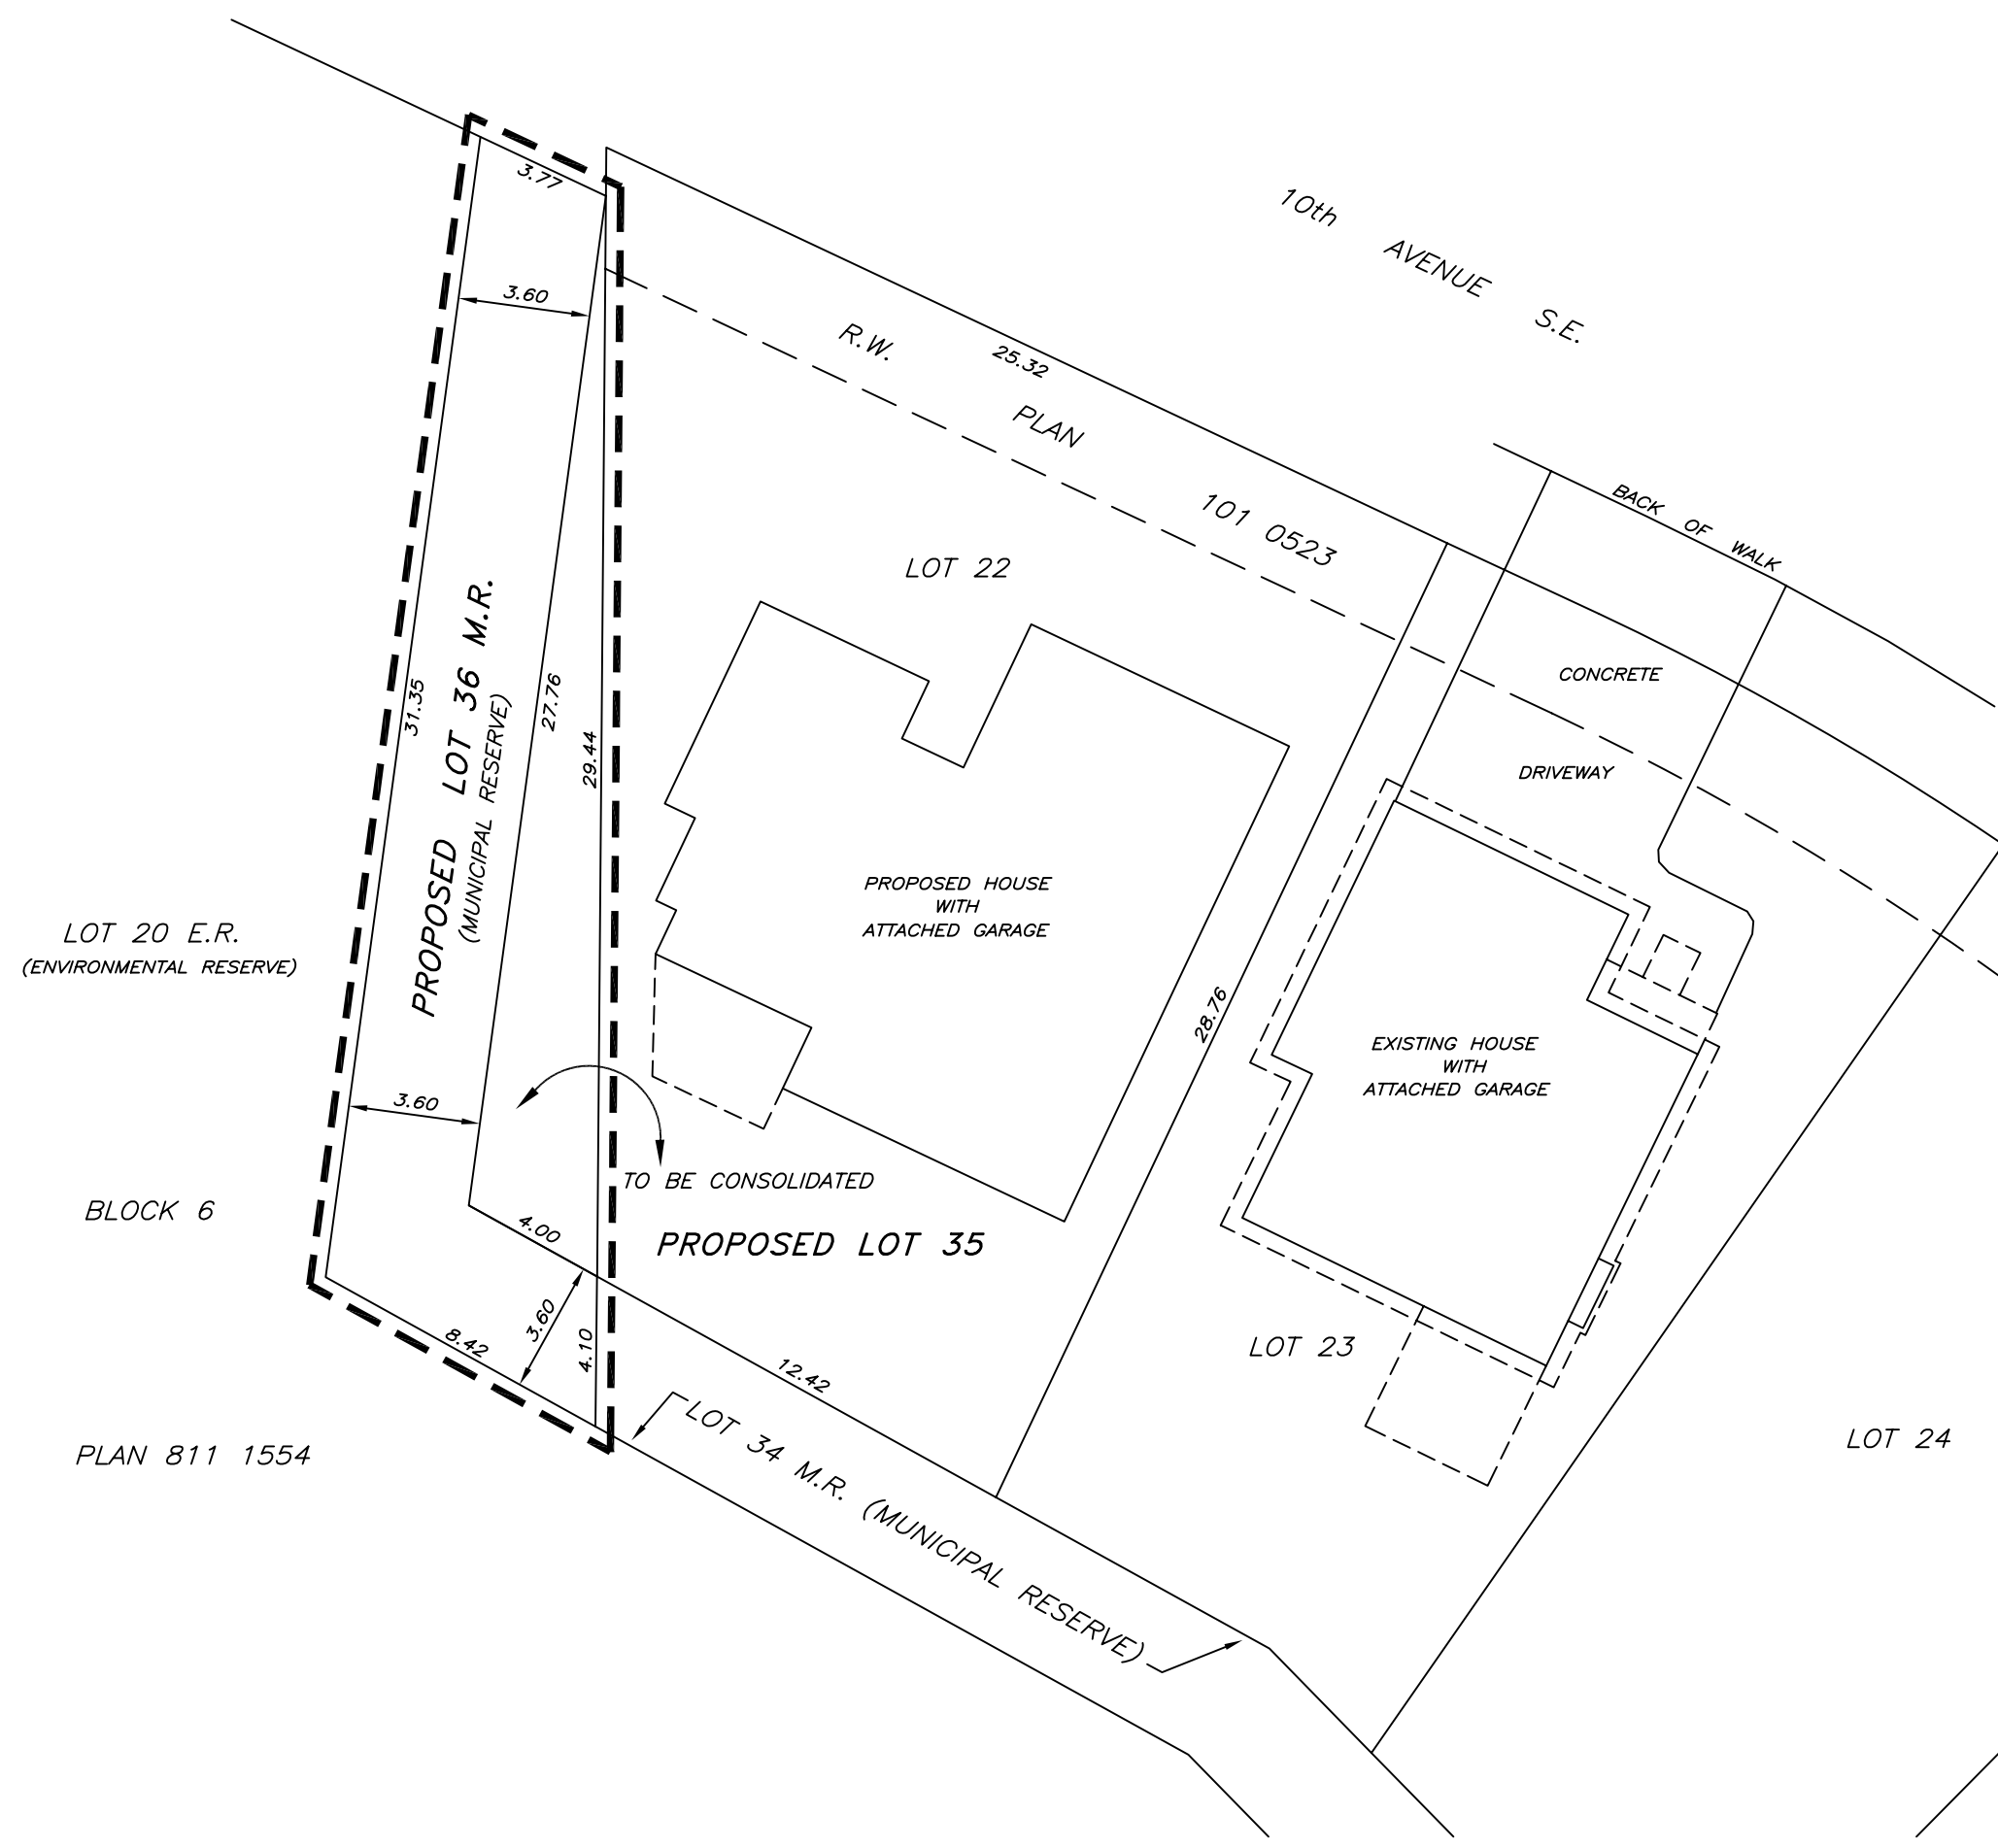 3.77
10th AVENUE S.E.
3.60
R.W. PLAN 101 0523
25.32
BACK OF WALK
LOT 22
CONCRETE
DRIVEWAY
31.35
PROPOSED LOT 36 M.R.
(MUNICIPAL RESERVE)
27.76
29.44
PROPOSED HOUSE
WITH
ATTACHED GARAGE
LOT 20 E.R.
(ENVIRONMENTAL RESERVE)
28.76
EXISTING HOUSE
WITH
ATTACHED GARAGE
3.60
TO BE CONSOLIDATED
BLOCK 6
4.00
PROPOSED LOT 35
3.60
4.10
8.42
12.42
LOT 23
LOT 34 M.R. (MUNICIPAL RESERVE)
LOT 24
PLAN 811 1554